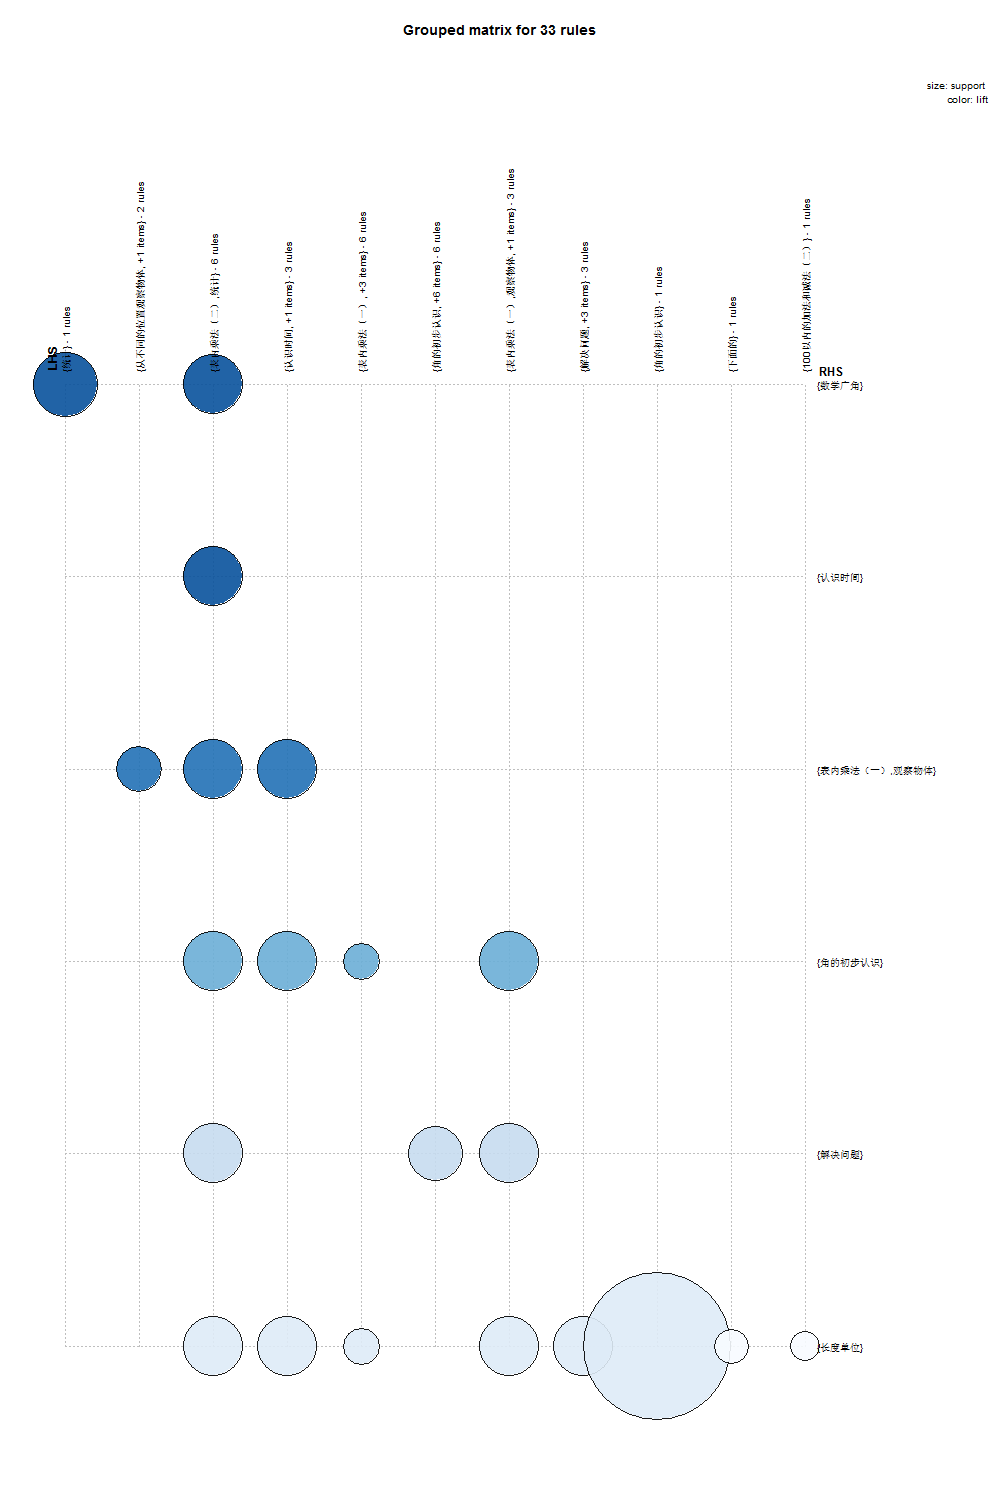 Grouped matrix for 33 rules
size: support
color: lift
LHS
{统计} - 1 rules
{从不同的位置观察物体, +1 items} - 2 rules
{表内乘法（二）,统计} - 6 rules
{认识时间, +1 items} - 3 rules
{表内乘法（一）, +3 items} - 6 rules
{角的初步认识, +6 items} - 6 rules
{表内乘法（一）,观察物体, +1 items} - 3 rules
{解决问题, +3 items} - 3 rules
{角的初步认识} - 1 rules
{下面的} - 1 rules
{100以内的加法和减法（二）} - 1 rules
RHS
{数学广角}
{认识时间}
{表内乘法（一）,观察物体}
{角的初步认识}
{解决问题}
{长度单位}